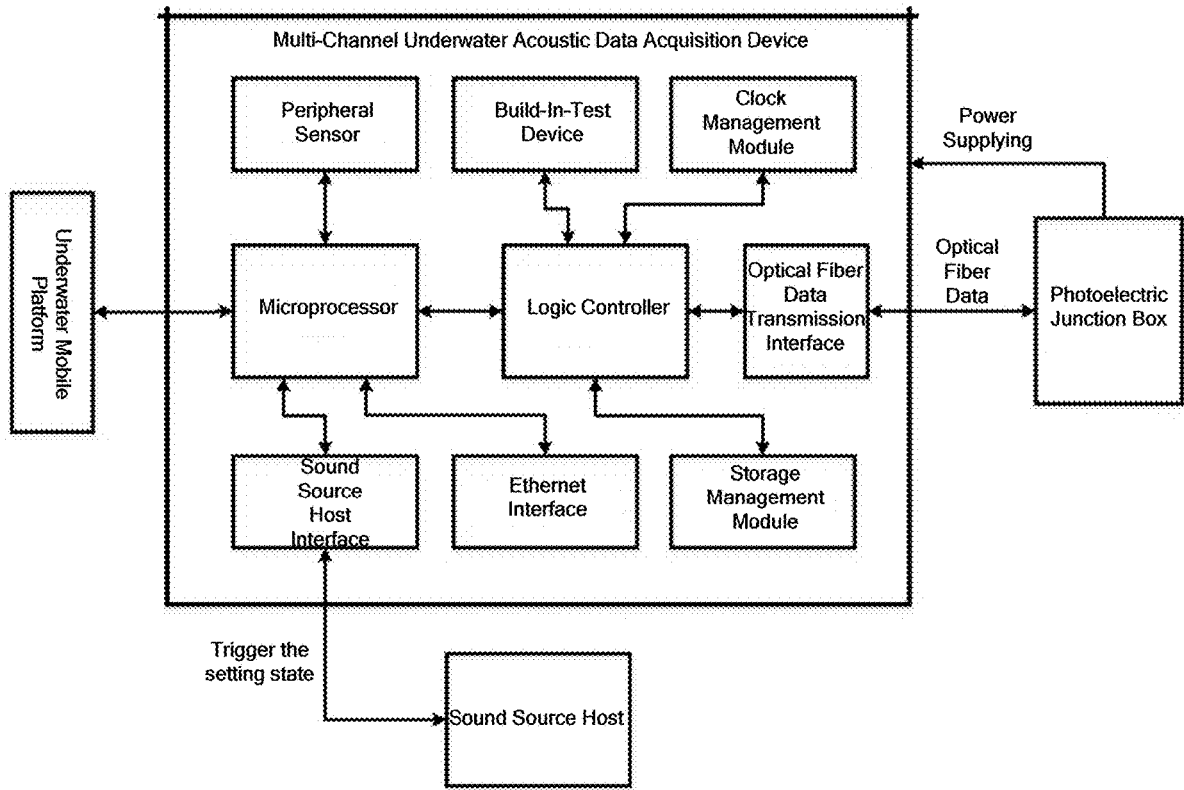 Multi-Channel Underwater Acoustic Data Acquisition Device
Peripheral
Sensor
Build-In-Test
Device
Clock
Management
Module
Power
Supplying
Underwater Mobile
Platform
Microprocessor
Logic Controller
Optical Fiber
Data
Transmission
Interface
Optical
Fiber
Data
Photoelectric
Junction Box
Sound
Source
Host
Interface
Ethernet
Interface
Storage
Management
Module
Trigger the
setting state
Sound Source Host